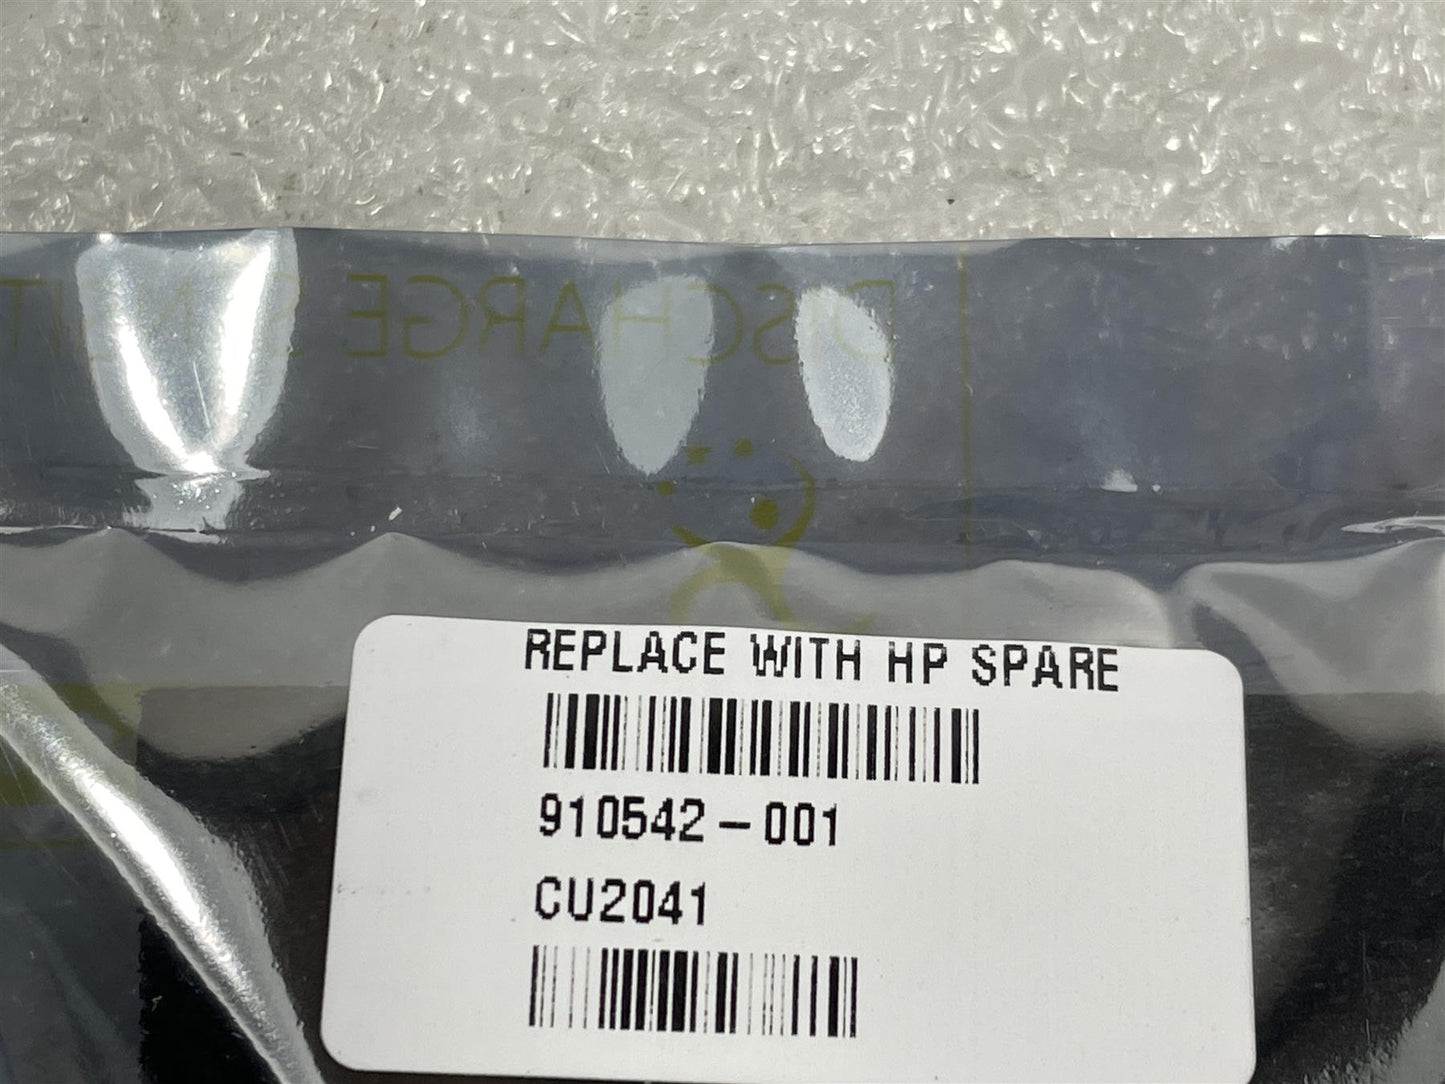 DISCHARGE S
REPLACE WITH HP SPARE
910542-001
CU2041